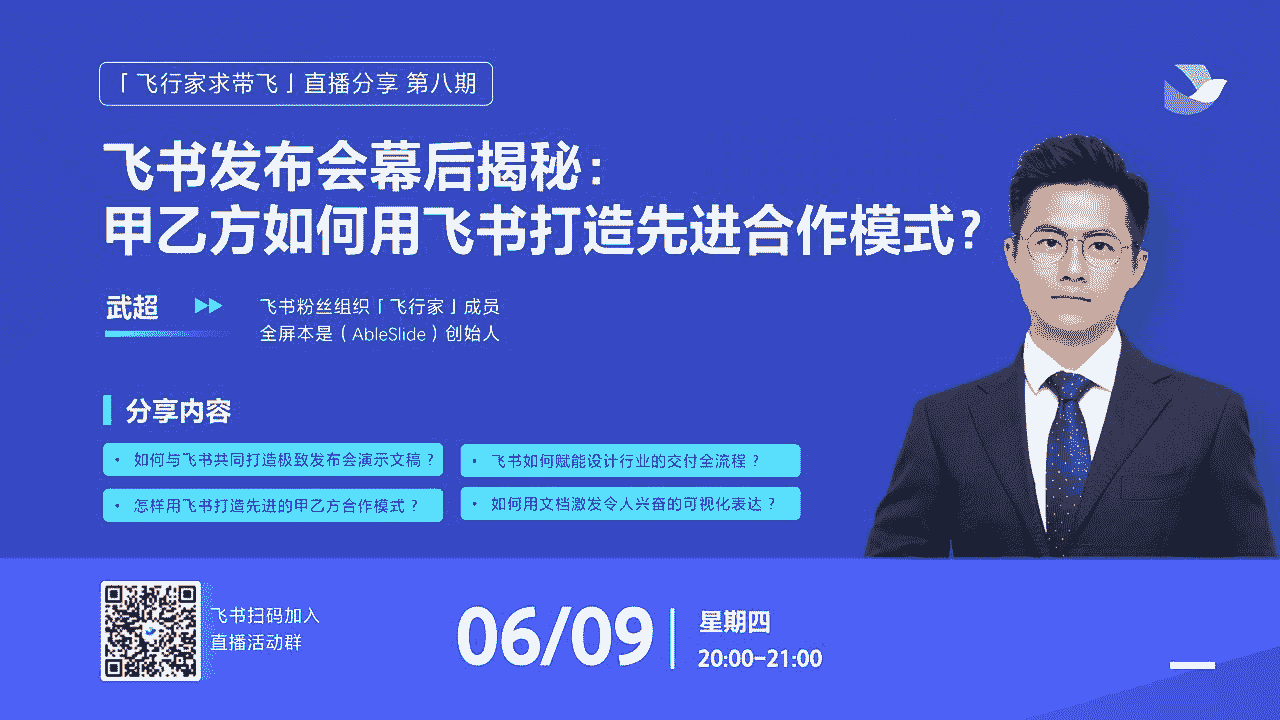 「飞行家求带飞」直播分享 第八期
飞书发布会幕后揭秘：
甲乙方如何用飞书打造先进合作模式？
武超
飞书粉丝组织「飞行家」成员
全屏本是（AbleSlide）创始人
分享内容
• 如何与飞书共同打造极致发布会演示文稿？
• 飞书如何赋能设计行业的交付全流程？
• 怎样用飞书打造先进的甲乙方合作模式？
• 如何用文档激发令人兴奋的可视化表达？
飞书扫码加入
直播活动群
06/09
星期四
20:00-21:00